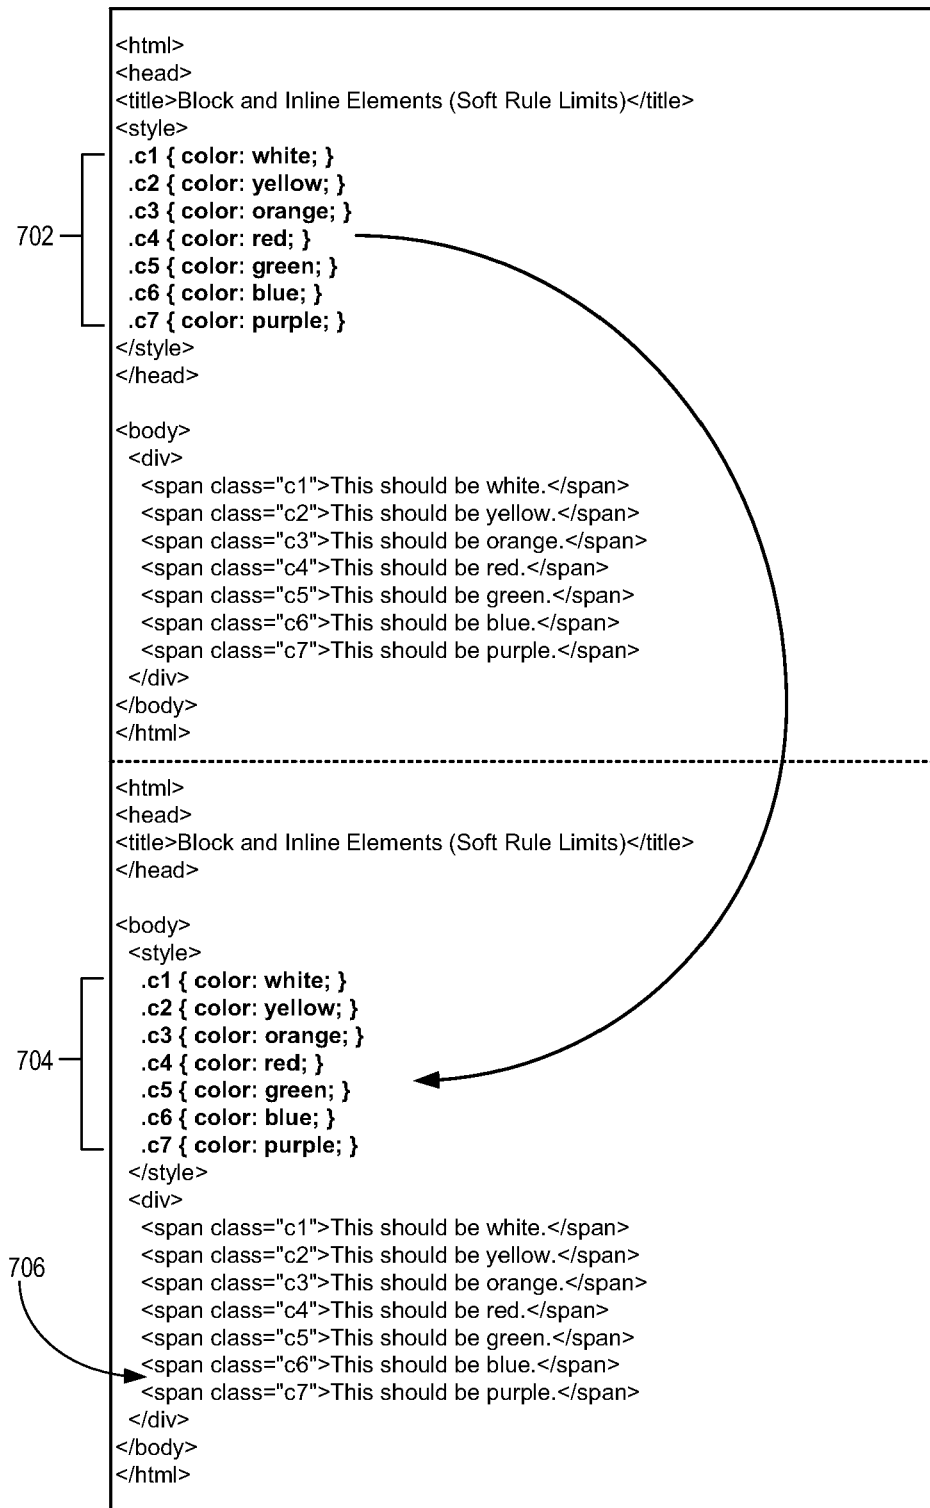 <html>
<head>
<title>Block and Inline Elements (Soft Rule Limits)</title>
<style>
.c1 { color: white; }
.c2 { color: yellow; }
.c3 { color: orange; }
702
.c4 { color: red; }
.c5 { color: green; }
.c6 { color: blue; }
.c7 { color: purple; }
</style>
</head>
<body>
<div>
<span class="c1">This should be white.</span>
<span class="c2">This should be yellow.</span>
<span class="c3">This should be orange.</span>
<span class="c4">This should be red.</span>
<span class="c5">This should be green.</span>
<span class="c6">This should be blue.</span>
<span class="c7">This should be purple.</span>
</div>
</body>
</html>
<html>
<head>
<title>Block and Inline Elements (Soft Rule Limits)</title>
</head>
<body>
<style>
.c1 { color: white; }
.c2 { color: yellow; }
.c3 { color: orange; }
704
.c4 { color: red; }
.c5 { color: green; }
.c6 { color: blue; }
.c7 { color: purple; }
</style>
<div>
<span class="c1">This should be white.</span>
<span class="c2">This should be yellow.</span>
706
<span class="c3">This should be orange.</span>
<span class="c4">This should be red.</span>
<span class="c5">This should be green.</span>
<span class="c6">This should be blue.</span>
<span class="c7">This should be purple.</span>
</div>
</body>
</html>